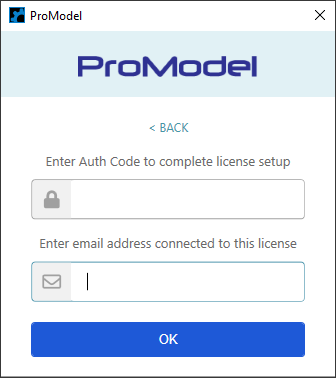 ProModel
ProModel
< BACK
Enter Auth Code to complete license setup
Enter email address connected to this license
OK